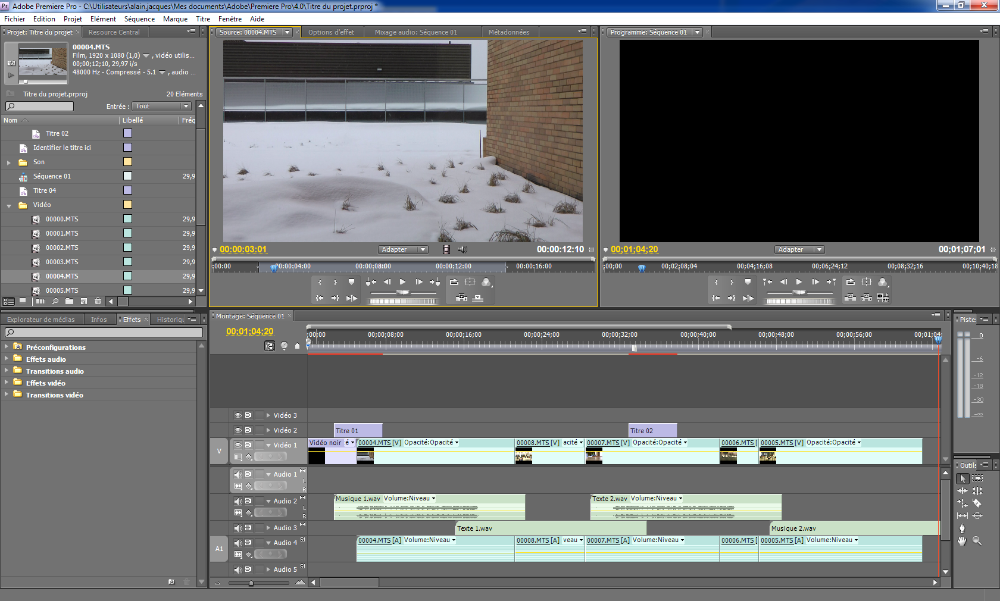 Adobe Premiere Pro - C:\Utilisateurs\alain.jacques\Mes documents\Adobe\Premiere Pro\4.0\Titre du projet.prproj *
Fichier Edition Projet Elément Séquence Marque Titre Fenêtre Aide
Projet: Titre du projet
Resource Central
00004.MTS
Film, 1920 x 1080 (1,0) , vidéo utilis...
00;00;12;10, 29,97 i/s
48000 Hz - Compressé - 5.1 , audio ...
Titre du projet.prproj
20 Eléments
Entrée : Tout
Nom Libellé Fréq
Titre 02
Identifier le titre ici
Son
Séquence 01 29,9
Titre 04
Vidéo
00000.MTS 29,9
00001.MTS 29,9
00002.MTS 29,9
00003.MTS 29,9
00004.MTS 29,9
00005.MTS 29,9
Source: 00004.MTS Options d'effet Mixage audio: Séquence 01 Métadonnées
00:00:03:01 Adapter 00:00:12:10
:00:00 00:00:04:00 00:00:08:00 00:00:12:00 00:00:16:00
Programme: Séquence 01
00;01;04;20 Adapter 00;01;07;01
;00;00 00;02;08;04 00;04;16;08 00;06;24;12 00;08;32;16 00;10;40;18
Explorateur de médias Infos Effets Historiqu
Préconfigurations
Effets audio
Transitions audio
Effets vidéo
Transitions vidéo
Montage: Séquence 01
00;01;04;20
;00;00 00;00;08;00 00;00;16;00 00;00;24;00 00;00;32;00 00;00;40;00 00;00;48;00 00;00;56;00 00;01;04;
Vidéo 3
Vidéo 2 Titre 01 Titre 02
V
Vidéo 1 Vidéo noir :é 00004.MTS [V] Opacité:Opacité 00008.MTS [V] acité 00007.MTS [V] Opacité:Opacité 00006.MTS [ 00005.MTS [V] Opacité:Opacité
Audio 1
L
R
Audio 2 Musique 1.wav Volume:Niveau Texte 2.wav Volume:Niveau
L
R
Audio 3 Texte 1.wav Musique 2.wav
A1
Audio 4 51 00004.MTS [A] Volume:Niveau 00008.MTS [A] veau 00007.MTS [A] Volume:Niveau 00006.MTS [ 00005.MTS [A] Volume:Niveau
Audio 5 51
Pistes
0
-6
-12
-18
-30
-∞
Outils